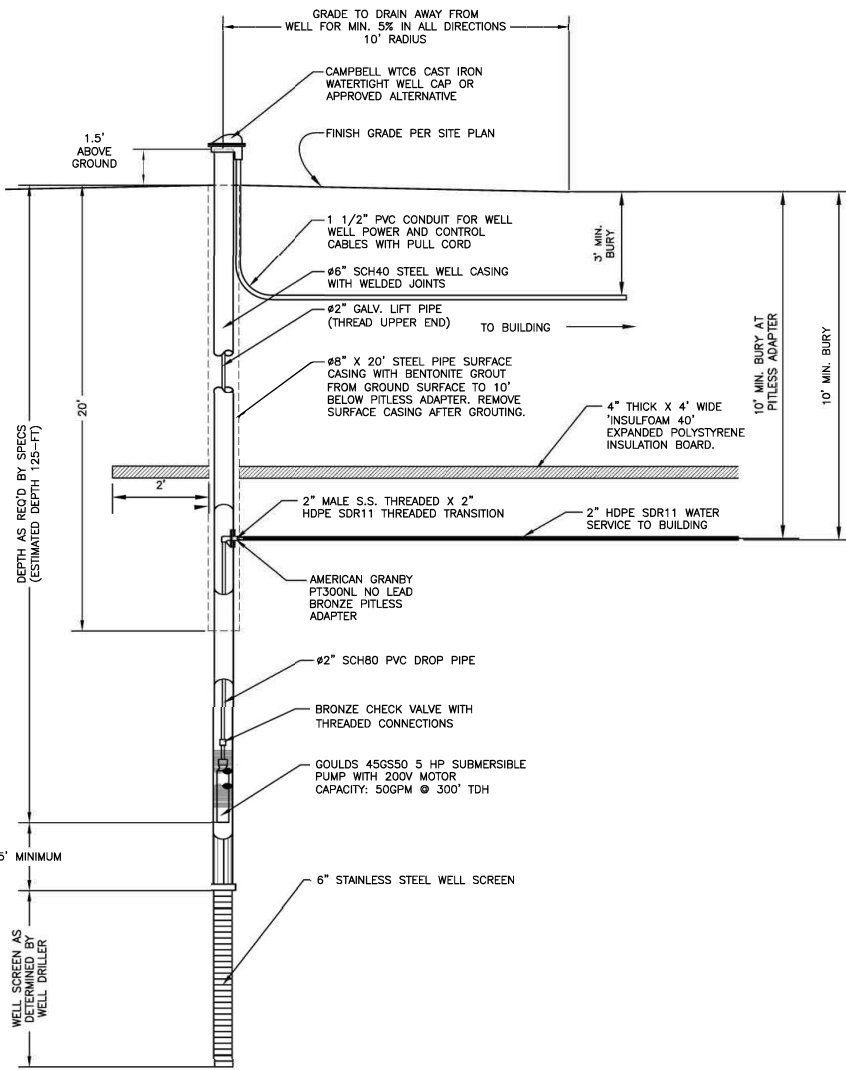 GRADE TO DRAIN AWAY FROM
WELL FOR MIN. 5% IN ALL DIRECTIONS
10' RADIUS
CAMPBELL WTC6 CAST IRON
WATERTIGHT WELL CAP OR
APPROVED ALTERNATIVE
1.5'
ABOVE
GROUND
FINISH GRADE PER SITE PLAN
1 1/2" PVC CONDUIT FOR WELL
WELL POWER AND CONTROL
CABLES WITH PULL CORD
3' MIN.
BURY
ø6" SCH40 STEEL WELL CASING
WITH WELDED JOINTS
ø2" GALV. LIFT PIPE
(THREAD UPPER END)
TO BUILDING
ø8" X 20' STEEL PIPE SURFACE
CASING WITH BENTONITE GROUT
FROM GROUND SURFACE TO 10'
BELOW PITLESS ADAPTER. REMOVE
SURFACE CASING AFTER GROUTING.
10' MIN. BURY AT
PITLESS ADAPTER
10' MIN. BURY
20'
4" THICK X 4' WIDE
'INSULFOAM 40'
EXPANDED POLYSTYRENE
INSULATION BOARD.
DEPTH AS REQ'D BY SPECS
(ESTIMATED DEPTH 125-FT)
2'
2" MALE S.S. THREADED X 2"
HDPE SDR11 THREADED TRANSITION
2" HDPE SDR11 WATER
SERVICE TO BUILDING
AMERICAN GRANBY
PT300NL NO LEAD
BRONZE PITLESS
ADAPTER
ø2" SCH80 PVC DROP PIPE
BRONZE CHECK VALVE WITH
THREADED CONNECTIONS
GOULDS 45GS50 5 HP SUBMERSIBLE
PUMP WITH 200V MOTOR
CAPACITY: 50GPM @ 300' TDH
5' MINIMUM
6" STAINLESS STEEL WELL SCREEN
WELL SCREEN AS
DETERMINED BY
WELL DRILLER